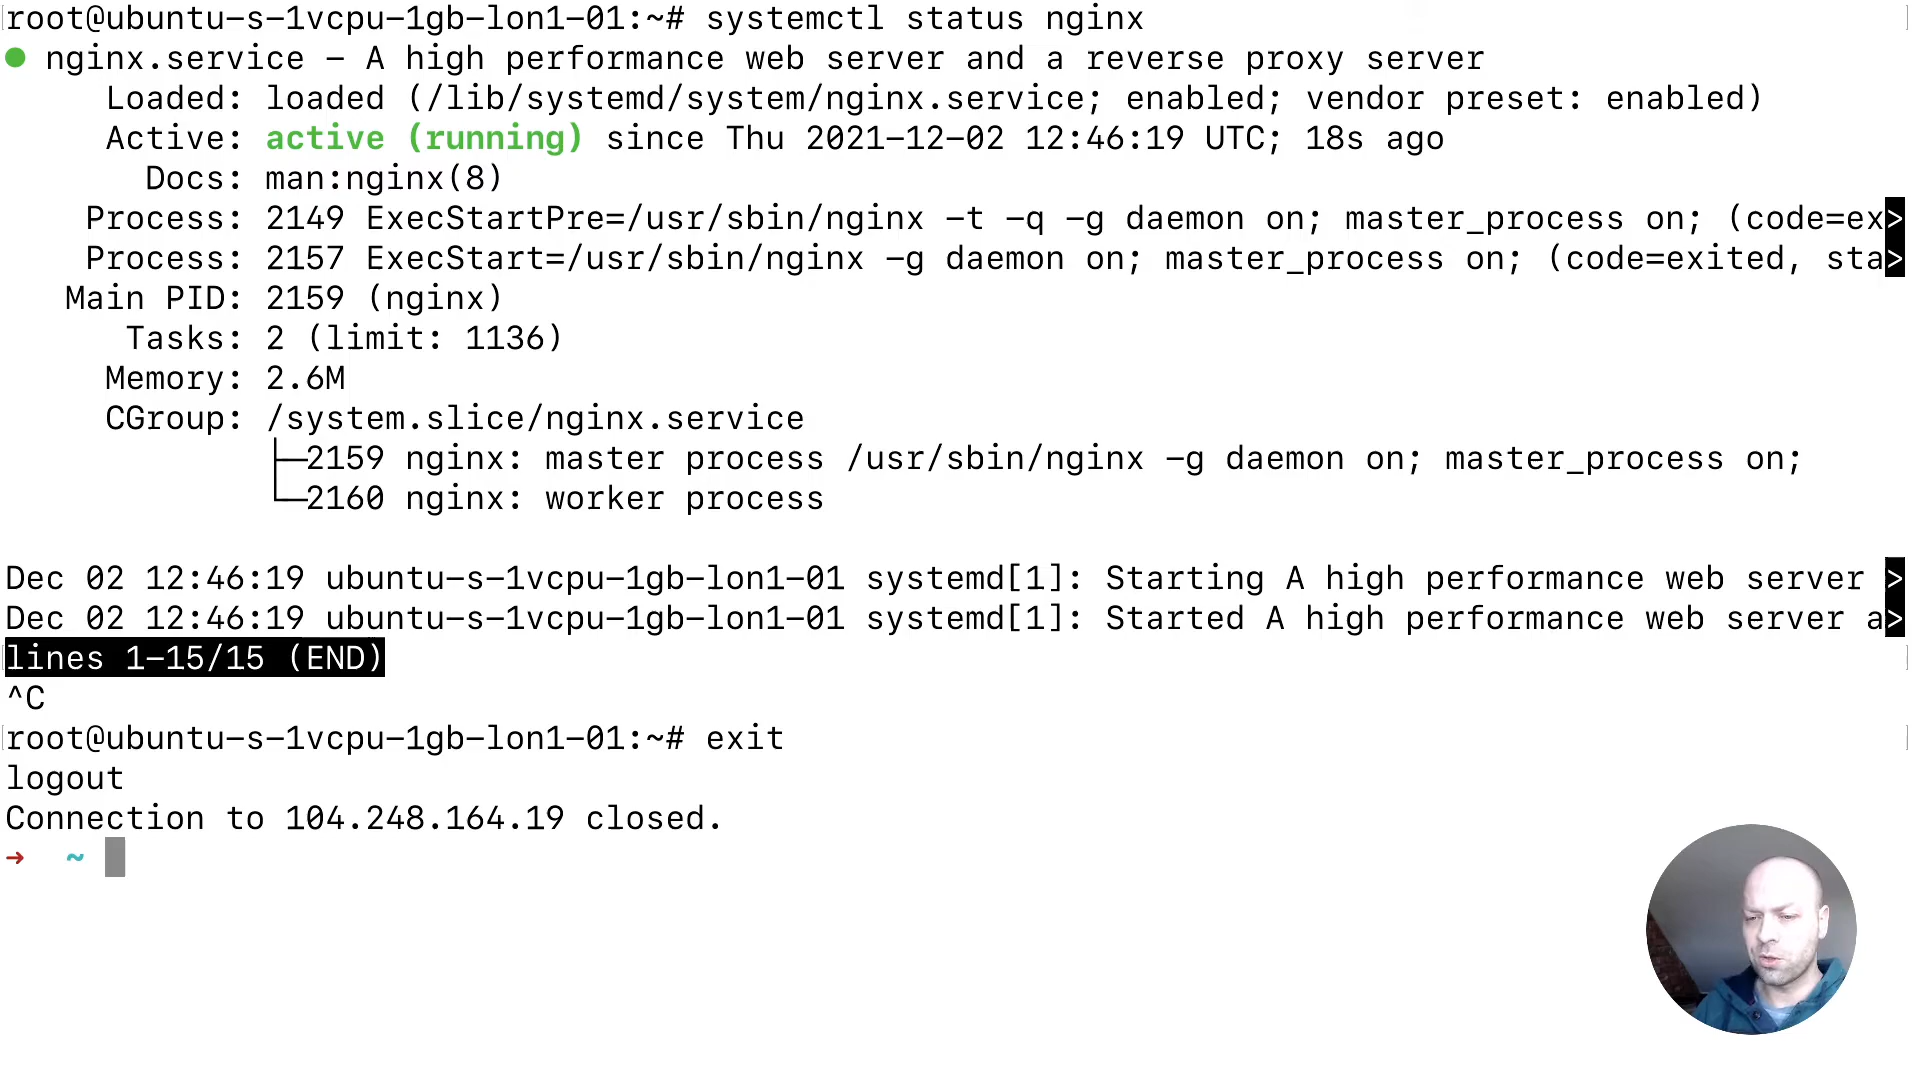 root@ubuntu-s-1vcpu-1gb-lon1-01:~# systemctl status nginx
● nginx.service - A high performance web server and a reverse proxy server
Loaded: loaded (/lib/systemd/system/nginx.service; enabled; vendor preset: enabled)
Active: active (running) since Thu 2021-12-02 12:46:19 UTC; 18s ago
Docs: man:nginx(8)
Process: 2149 ExecStartPre=/usr/sbin/nginx -t -q -g daemon on; master_process on; (code=ex>
Process: 2157 ExecStart=/usr/sbin/nginx -g daemon on; master_process on; (code=exited, sta>
Main PID: 2159 (nginx)
Tasks: 2 (limit: 1136)
Memory: 2.6M
CGroup: /system.slice/nginx.service
├─2159 nginx: master process /usr/sbin/nginx -g daemon on; master_process on;
└─2160 nginx: worker process
Dec 02 12:46:19 ubuntu-s-1vcpu-1gb-lon1-01 systemd[1]: Starting A high performance web server >
Dec 02 12:46:19 ubuntu-s-1vcpu-1gb-lon1-01 systemd[1]: Started A high performance web server a>
lines 1-15/15 (END)
^C
root@ubuntu-s-1vcpu-1gb-lon1-01:~# exit
logout
Connection to 104.248.164.19 closed.
→ ~